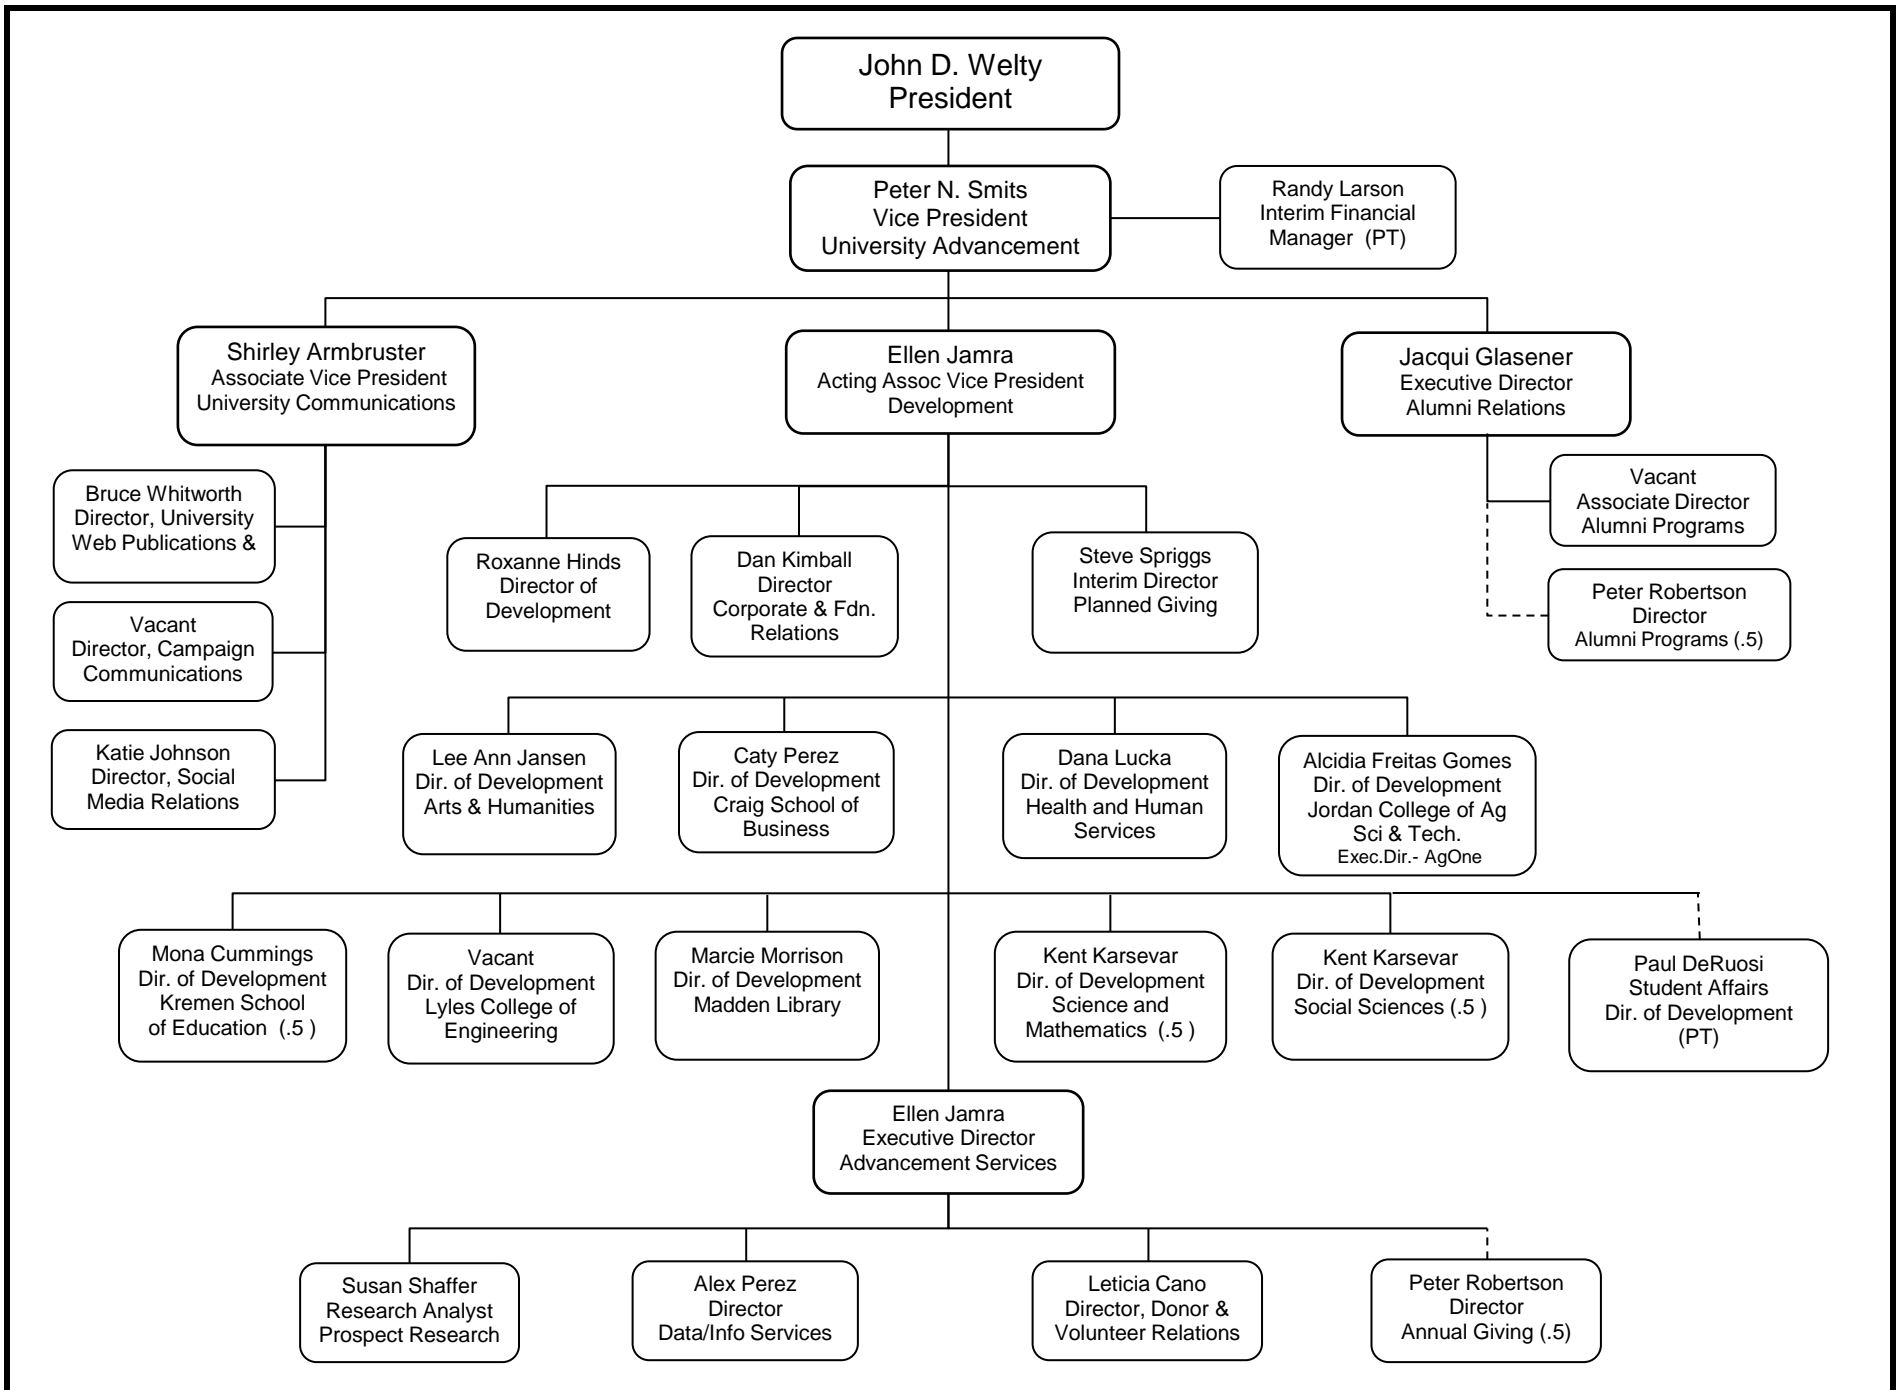 John D. Welty
President
Peter N. Smits
Vice President
University Advancement
Randy Larson
Interim Financial
Manager (PT)
Shirley Armbruster
Associate Vice President
University Communications
Ellen Jamra
Acting Assoc Vice President
Development
Jacqui Glasener
Executive Director
Alumni Relations
Bruce Whitworth
Director, University
Web Publications &
Vacant
Director, Campaign
Communications
Katie Johnson
Director, Social
Media Relations
Roxanne Hinds
Director of
Development
Dan Kimball
Director
Corporate & Fdn.
Relations
Steve Spriggs
Interim Director
Planned Giving
Vacant
Associate Director
Alumni Programs
Peter Robertson
Director
Alumni Programs (.5)
Lee Ann Jansen
Dir. of Development
Arts & Humanities
Caty Perez
Dir. of Development
Craig School of
Business
Dana Lucka
Dir. of Development
Health and Human
Services
Alcidia Freitas Gomes
Dir. of Development
Jordan College of Ag
Sci & Tech.
Exec.Dir.- AgOne
Mona Cummings
Dir. of Development
Kremen School
of Education (.5 )
Vacant
Dir. of Development
Lyles College of
Engineering
Marcie Morrison
Dir. of Development
Madden Library
Kent Karsevar
Dir. of Development
Science and
Mathematics (.5 )
Kent Karsevar
Dir. of Development
Social Sciences (.5 )
Paul DeRuosi
Student Affairs
Dir. of Development
(PT)
Ellen Jamra
Executive Director
Advancement Services
Susan Shaffer
Research Analyst
Prospect Research
Alex Perez
Director
Data/Info Services
Leticia Cano
Director, Donor &
Volunteer Relations
Peter Robertson
Director
Annual Giving (.5)